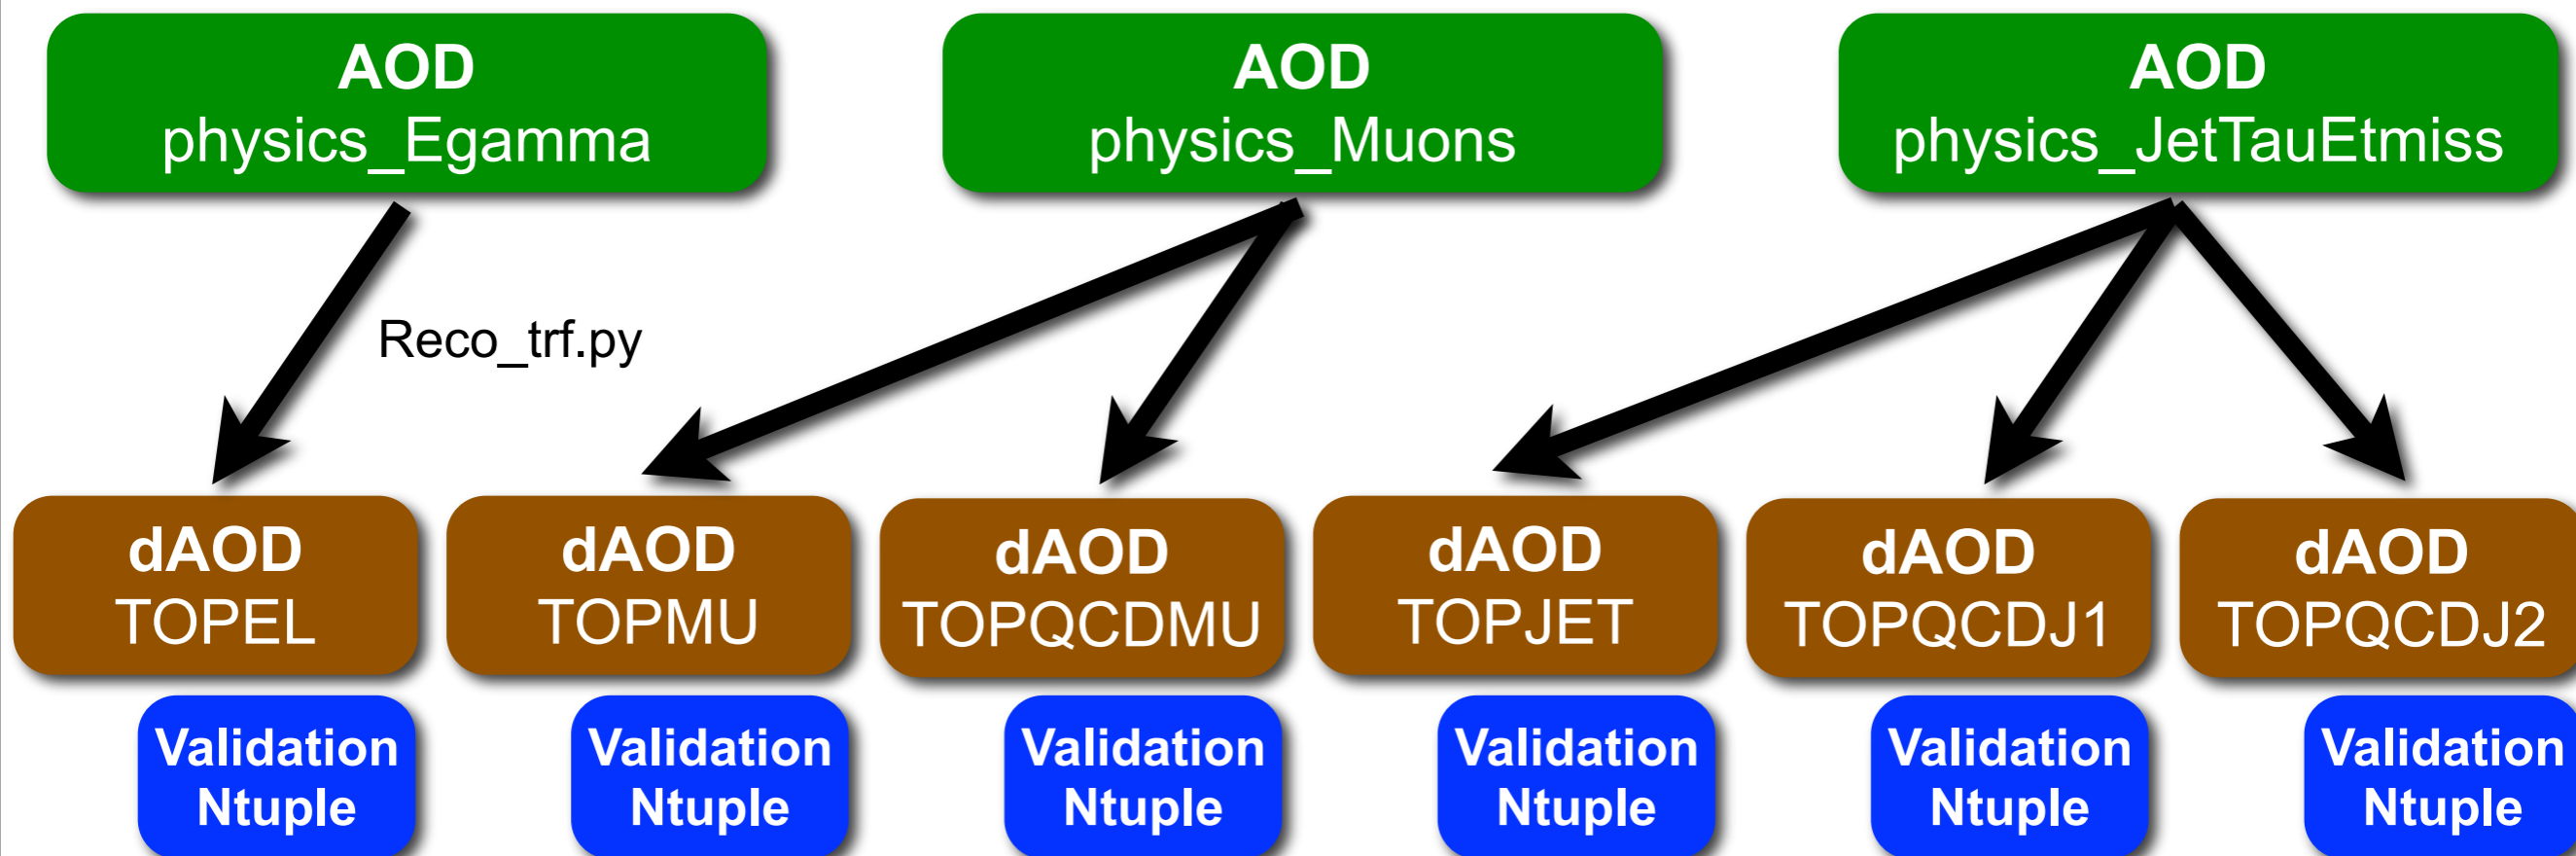 AOD
physics_Egamma
AOD
physics_Muons
AOD
physics_JetTauEtmiss
Reco_trf.py
dAOD
TOPEL
dAOD
TOPMU
dAOD
TOPQCDMU
dAOD
TOPJET
dAOD
TOPQCDJ1
dAOD
TOPQCDJ2
Validation
Ntuple
Validation
Ntuple
Validation
Ntuple
Validation
Ntuple
Validation
Ntuple
Validation
Ntuple